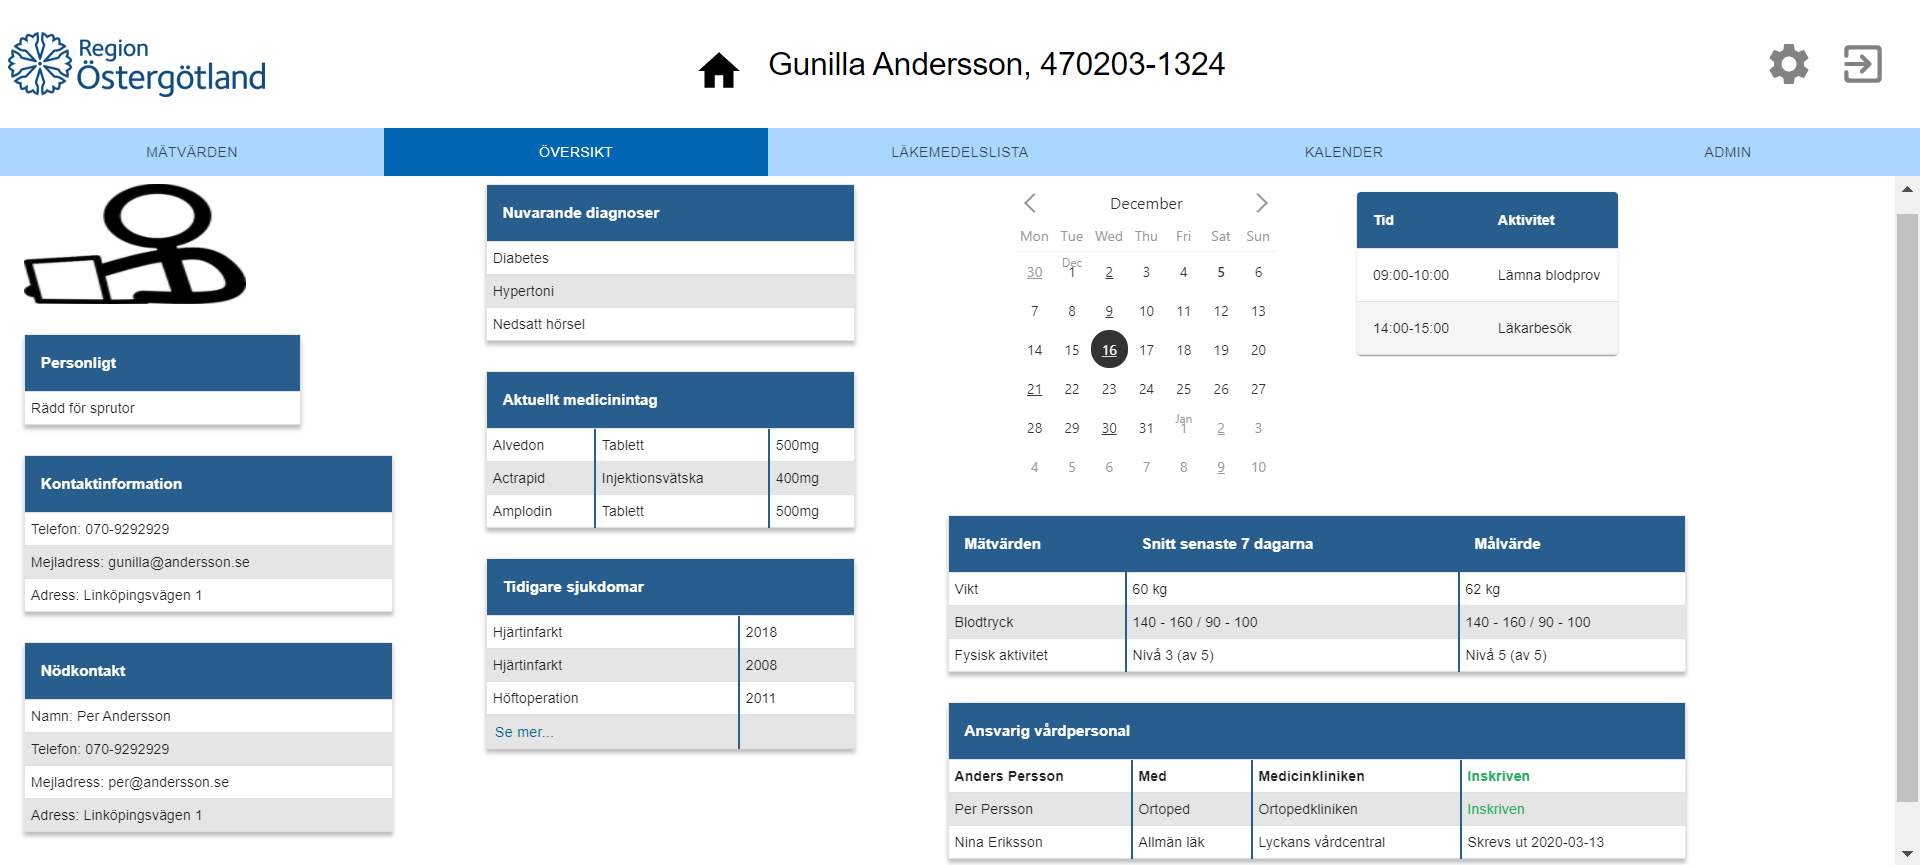 Region
Östergötland
Gunilla Andersson, 470203-1324
MÄTVÄRDEN
ÖVERSIKT
LÄKEMEDELSLISTA
KALENDER
ADMIN
Personligt
Rädd för sprutor
Kontaktinformation
Telefon: 070-9292929
Mejladress: gunilla@andersson.se
Adress: Linköpingsvägen 1
Nödkontakt
Namn: Per Andersson
Telefon: 070-9292929
Mejladress: per@andersson.se
Adress: Linköpingsvägen 1
Nuvarande diagnoser
Diabetes
Hypertoni
Nedsatt hörsel
Aktuellt medicinintag
Alvedon Tablett 500mg
Actrapid Injektionsvätska 400mg
Amplodin Tablett 500mg
Tidigare sjukdomar
Hjärtinfarkt 2018
Hjärtinfarkt 2008
Höftoperation 2011
Se mer...
December
Mon Tue Wed Thu Fri Sat Sun
Dec
30 1 2 3 4 5 6
7 8 9 10 11 12 13
14 15 16 17 18 19 20
21 22 23 24 25 26 27
Jan
28 29 30 31 1 2 3
4 5 6 7 8 9 10
Tid Aktivitet
09:00-10:00 Lämna blodprov
14:00-15:00 Läkarbesök
Mätvärden Snitt senaste 7 dagarna Målvärde
Vikt 60 kg 62 kg
Blodtryck 140 - 160 / 90 - 100 140 - 160 / 90 - 100
Fysisk aktivitet Nivå 3 (av 5) Nivå 5 (av 5)
Ansvarig vårdpersonal
Anders Persson Med Medicinkliniken Inskriven
Per Persson Ortoped Ortopedkliniken Inskriven
Nina Eriksson Allmän läk Lyckans vårdcentral Skrevs ut 2020-03-13